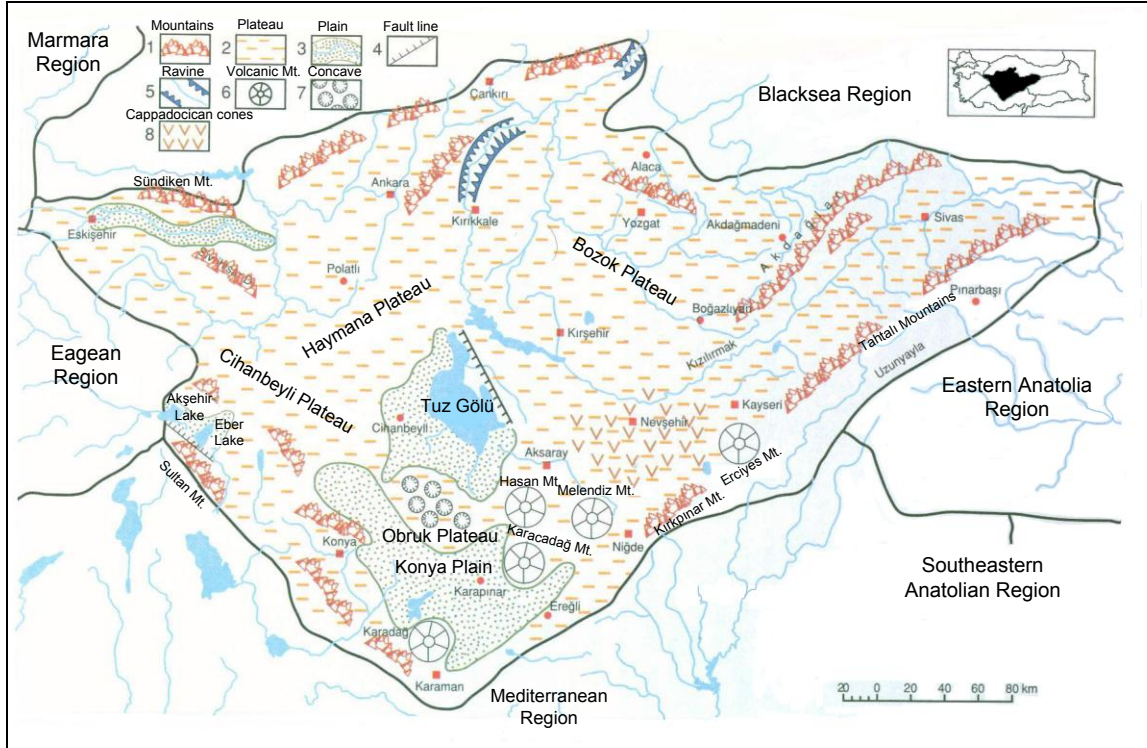 Marmara
Region
Mountains
Plateau
Plain
Fault line
1
2
3
4
Ravine
Volcanic Mt.
Concave
5
6
7
Cappadocican cones
8
Blacksea Region
Çankırı
Alaca
Ankara
Sündiken Mt.
Kırıkkale
Yozgat
Akdağmadeni
Akdağla
Sivas
Eskişehir
Polatlı
Bozok Plateau
Haymana Plateau
Boğazlıyan
Pınarbaşı
Kırşehir
Kızılırmak
Tahtalı Mountains
Uzunyayla
Eagean
Region
Cihanbeyli Plateau
Eastern Anatolia
Region
Akşehir
Lake
Eber
Lake
Tuz Gölü
Cihanbeyli
Nevşehir
Kayseri
Aksaray
Sultan Mt.
Hasan Mt.
Melendiz Mt.
Erciyes Mt.
Kırkpınar Mt.
Obruk Plateau
Karacadağ Mt.
Konya
Niğde
Konya Plain
Karapınar
Southeastern
Anatolian Region
Ereğli
Karadağ
Karaman
Mediterranean
Region
20 0 20 40 60 80 km